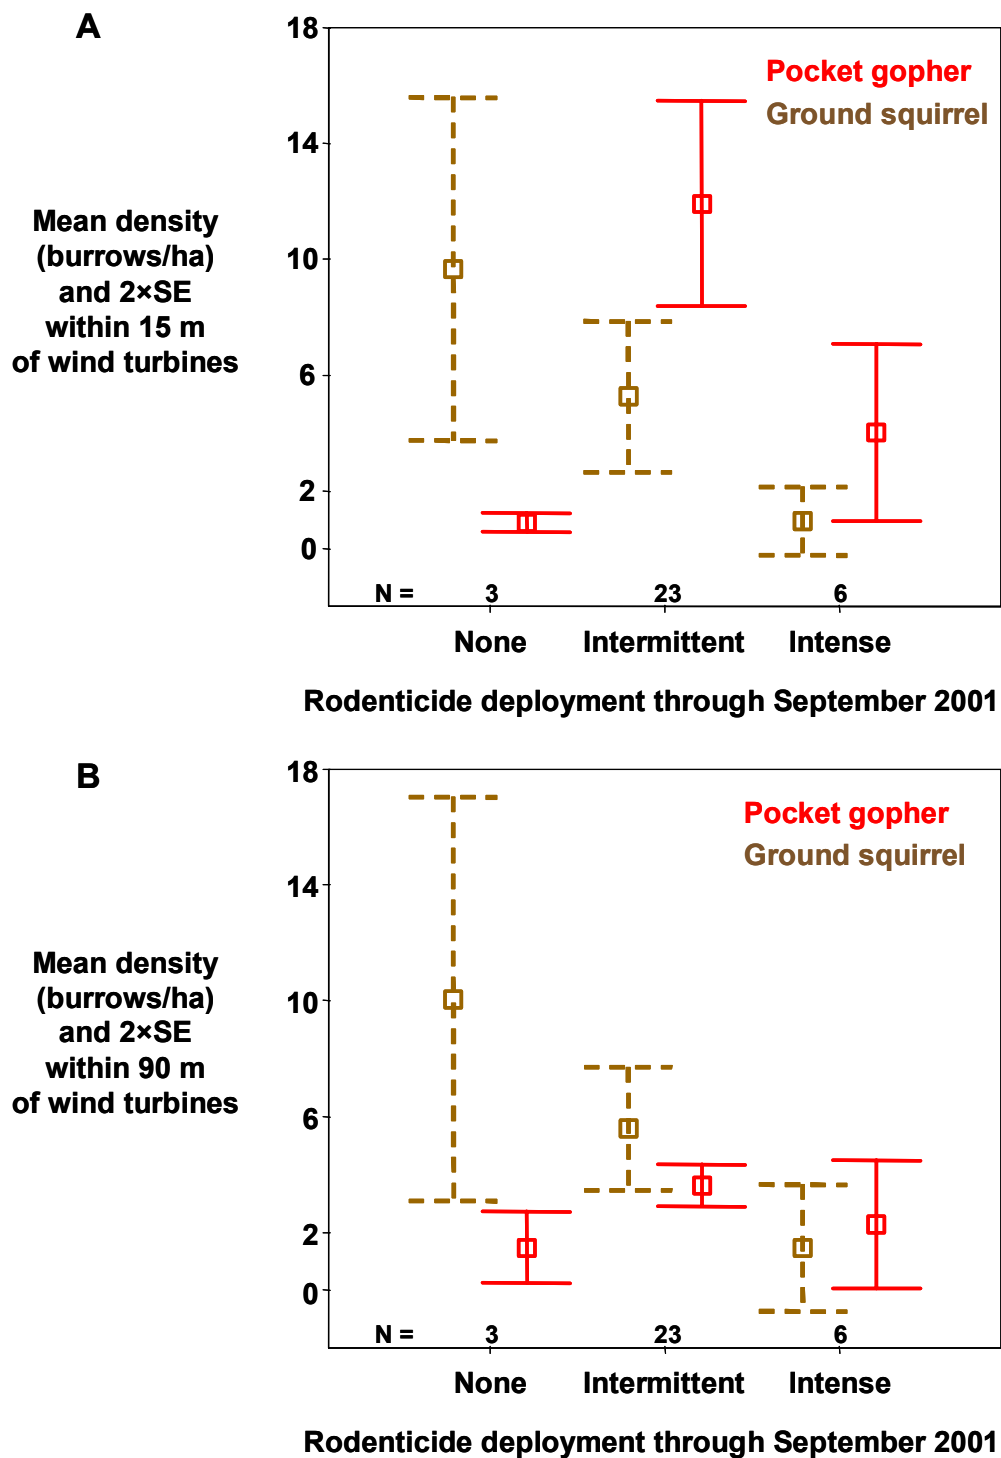 A
18
14
10
6
2
0
Pocket gopher
Ground squirrel
Mean density
(burrows/ha)
and 2×SE
within 15 m
of wind turbines
N = 3 23 6
None Intermittent Intense
Rodenticide deployment through September 2001
B
18
14
10
6
2
0
Pocket gopher
Ground squirrel
Mean density
(burrows/ha)
and 2×SE
within 90 m
of wind turbines
N = 3 23 6
None Intermittent Intense
Rodenticide deployment through September 2001